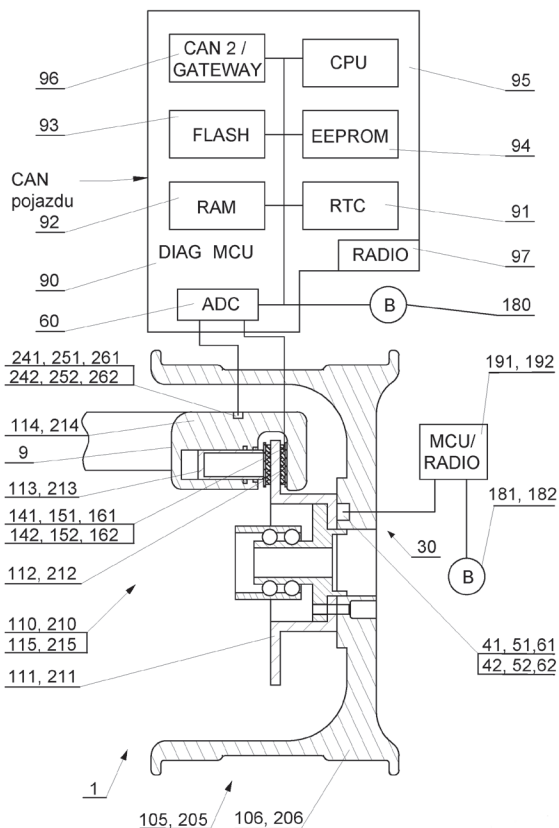 CAN 2 /
GATEWAY
CPU
96
95
FLASH
EEPROM
93
94
CAN
pojazdu
RAM
RTC
92
91
DIAG MCU
RADIO
90
97
ADC
B
60
180
241, 251, 261
242, 252, 262
191, 192
114, 214
MCU/
RADIO
9
113, 213
181, 182
141, 151, 161
142, 152, 162
30
B
112, 212
110, 210
115, 215
41, 51,61
42, 52,62
111, 211
1
105, 205
106, 206